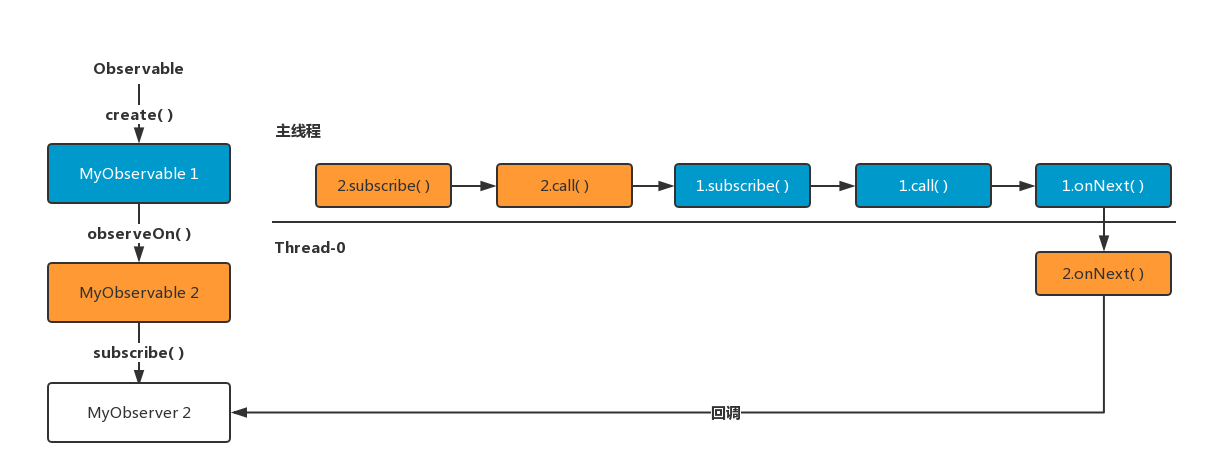 Observable
create( )
MyObservable 1
observeOn( )
MyObservable 2
subscribe( )
MyObserver 2
主线程
2.subscribe( )
2.call( )
1.subscribe( )
1.call( )
1.onNext( )
Thread-0
2.onNext( )
回调